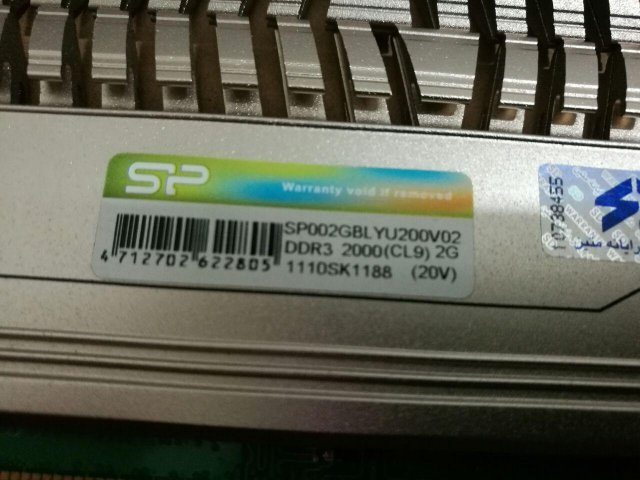 SP
Warranty void if removed
SP002GBLYU200V02
DDR3 2000(CL9) 2G
4 712702 622805
1110SK1188 (20V)
10738455